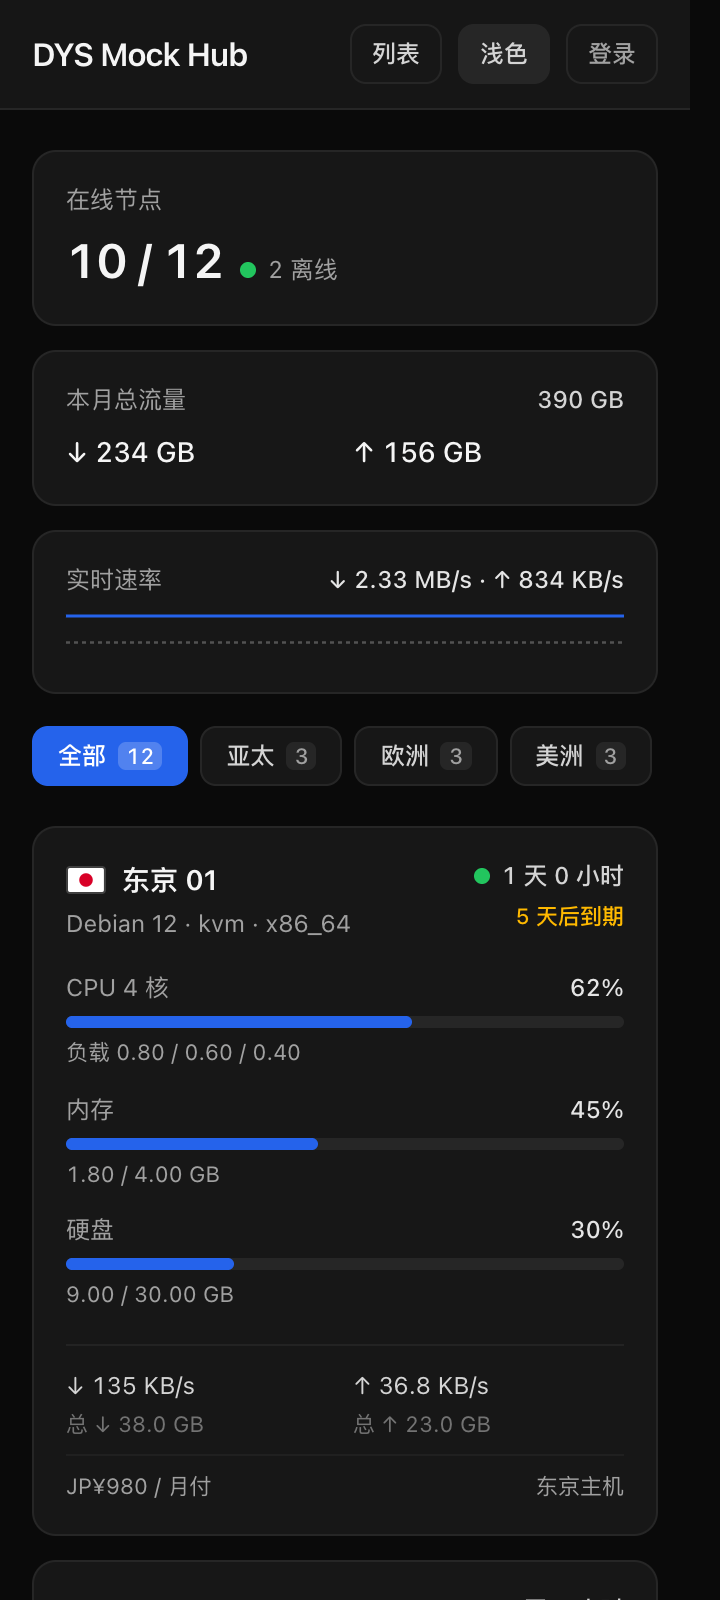 DYS Mock Hub 列表 浅色 登录
在线节点
10 / 12 2 离线
本月总流量 390 GB
↓ 234 GB ↑ 156 GB
实时速率 ↓ 2.33 MB/s · ↑ 834 KB/s
全部 12 亚太 3 欧洲 3 美洲 3
东京 01 1 天 0 小时
Debian 12 · kvm · x86_64 5 天后到期
CPU 4 核 62%
负载 0.80 / 0.60 / 0.40
内存 45%
1.80 / 4.00 GB
硬盘 30%
9.00 / 30.00 GB
↓ 135 KB/s ↑ 36.8 KB/s
总 ↓ 38.0 GB 总 ↑ 23.0 GB
JP¥980 / 月付 东京主机